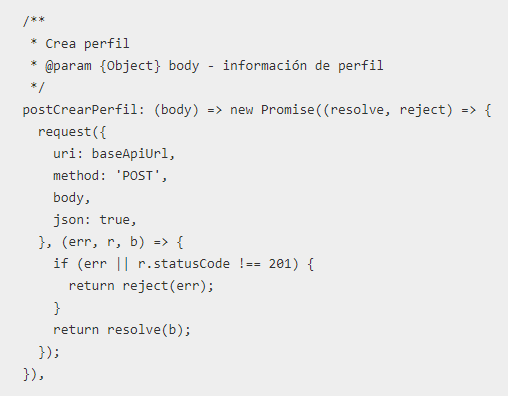 /**
 * Crea perfil
 * @param {Object} body - información de perfil
 */
postCrearPerfil: (body) => new Promise((resolve, reject) => {
  request({
    uri: baseApiUrl,
    method: 'POST',
    body,
    json: true,
  }, (err, r, b) => {
    if (err || r.statusCode !== 201) {
      return reject(err);
    }
    return resolve(b);
  });
}),